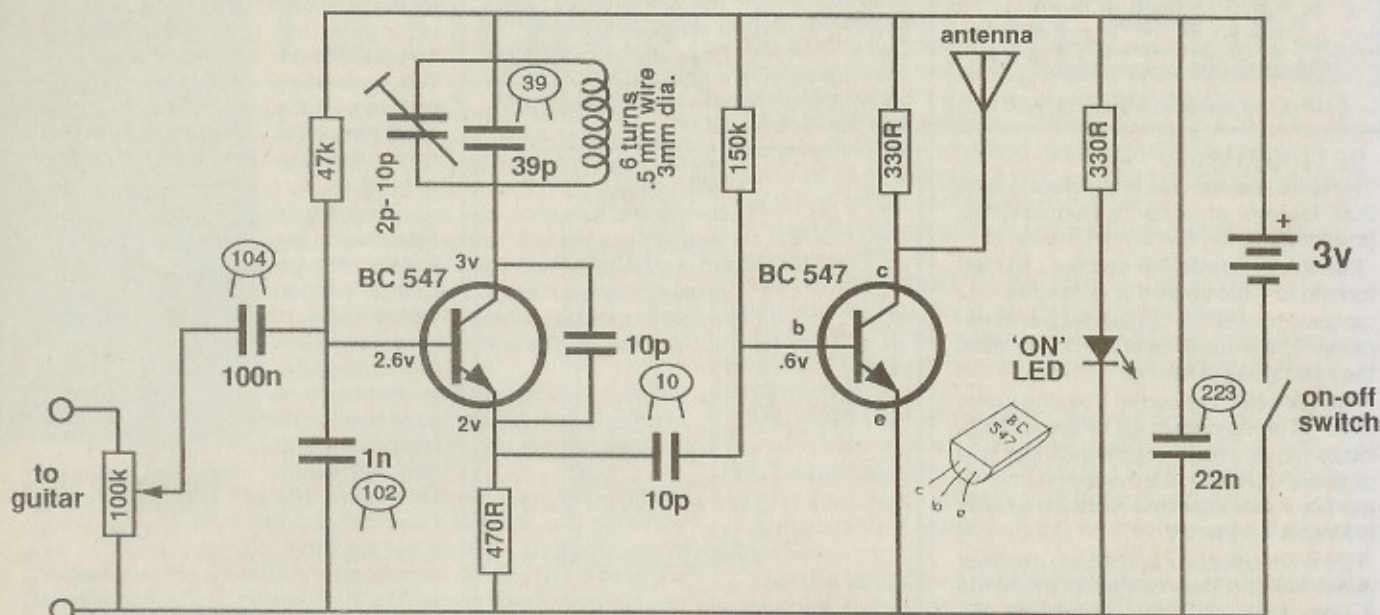 antenna
39
39p
2p- 10p
6 turns
.5mm wire
3mm dia.
47k
150k
330R
330R
+
3v
104
100n
BC 547
3v
2.6v
2v
10p
10
10p
BC 547
c
b
.6v
e
'ON'
LED
BC
547
c
b
e
223
22n
on-off
switch
to
guitar
100k
1n
102
470R